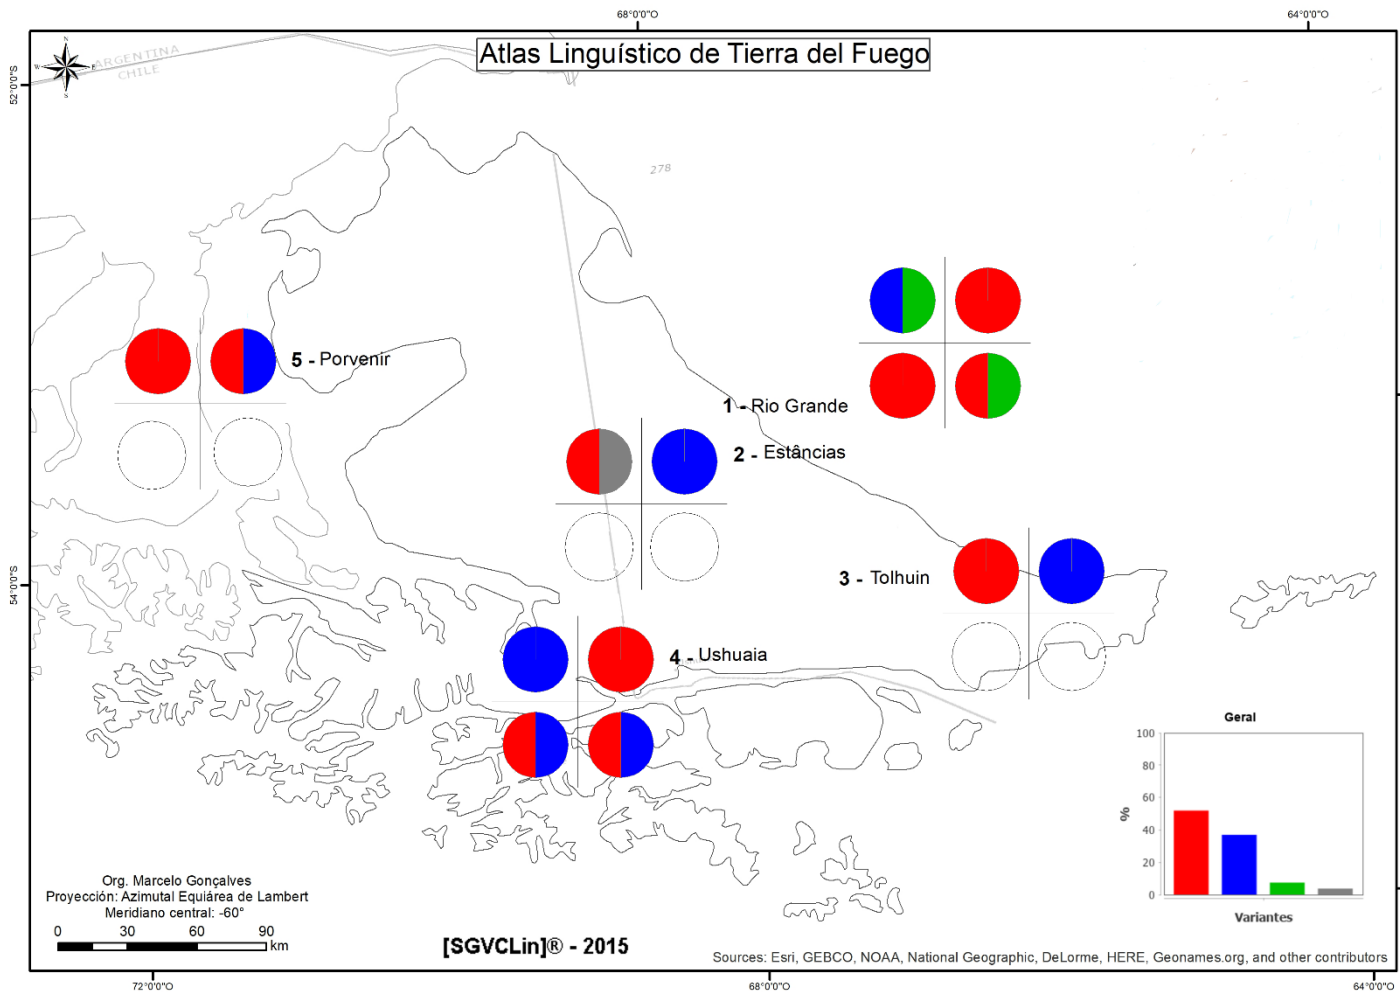 68°0'0"O
64°0'0"O
Atlas Linguístico de Tierra del Fuego
N
W
E
S
ARGENTINA
CHILE
52°0'0"S
278
5 - Porvenir
1 - Rio Grande
2 - Estâncias
3 - Tolhuin
54°0'0"S
4 - Ushuaia
Geral
100
80
60
40
20
0
%
Variantes
Org. Marcelo Gonçalves
Proyección: Azimutal Equiárea de Lambert
Meridiano central: -60°
0 30 60 90
km
[SGVCLin]® - 2015
Sources: Esri, GEBCO, NOAA, National Geographic, DeLorme, HERE, Geonames.org, and other contributors
72°0'0"O
68°0'0"O
64°0'0"O